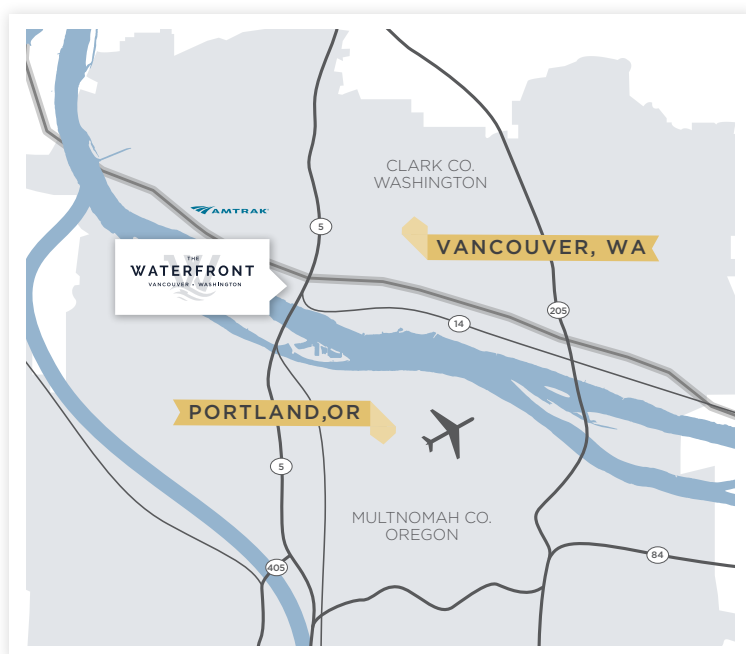 CLARK CO.
WASHINGTON
AMTRAK
5
VANCOUVER, WA
THE
WATERFRONT
VANCOUVER • WASHINGTON
W
205
14
PORTLAND,OR
5
MULTNOMAH CO.
OREGON
84
405